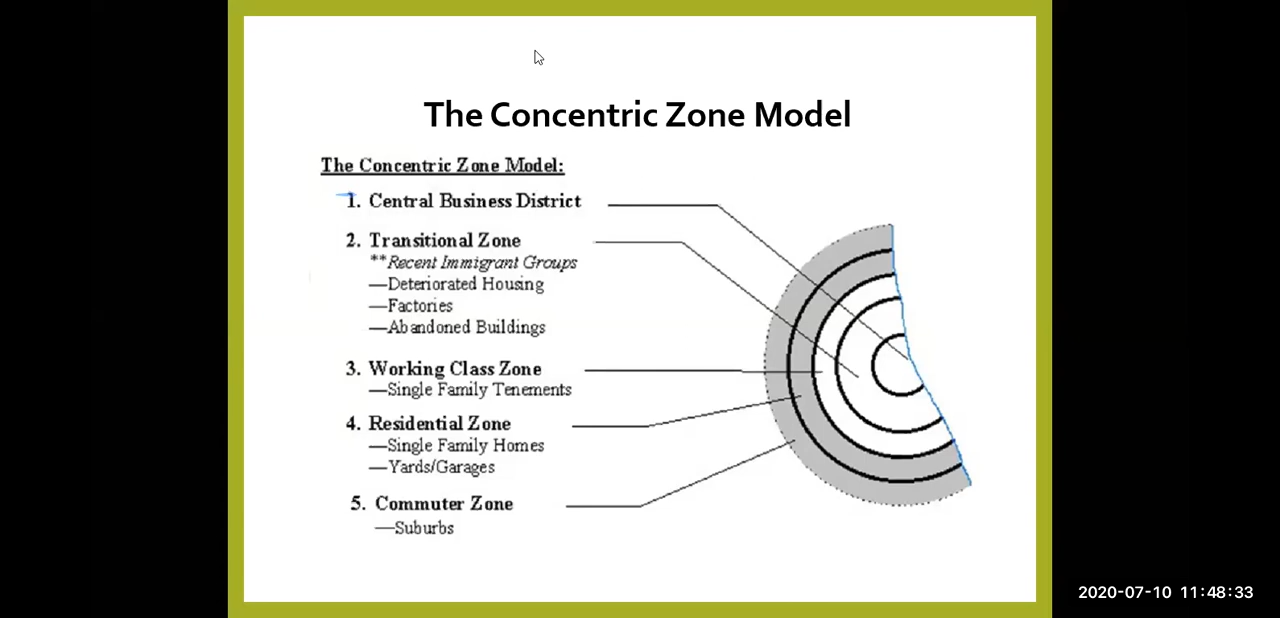 The Concentric Zone Model
The Concentric Zone Model:
1. Central Business District
2. Transitional Zone
**Recent Immigrant Groups
—Deteriorated Housing
—Factories
—Abandoned Buildings
3. Working Class Zone
—Single Family Tenements
4. Residential Zone
—Single Family Homes
—Yards/Garages
5. Commuter Zone
—Suburbs
2020-07-10 11:48:33